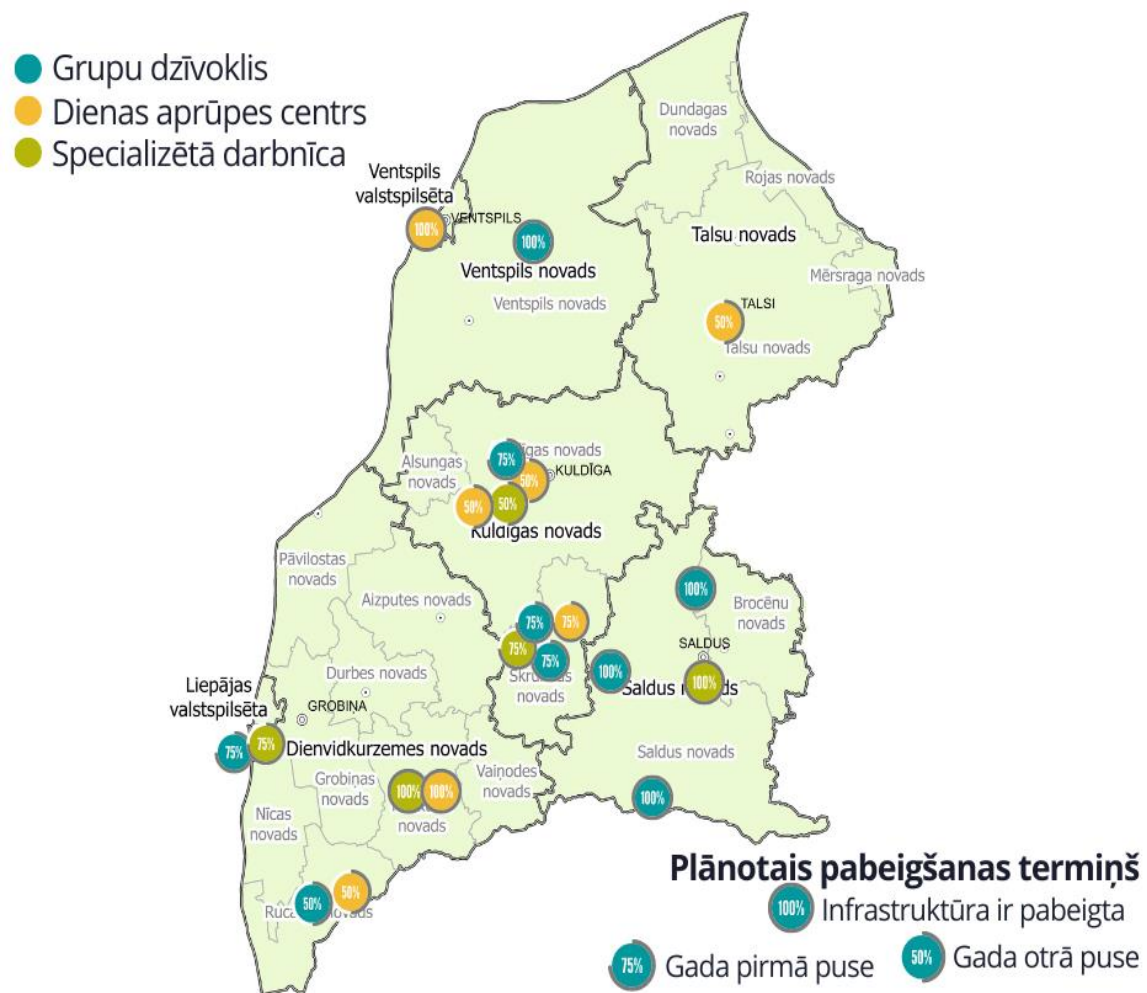 Grupu dzīvoklis
Dienas aprūpes centrs
Specializētā darbnīca
Dundagas
novads
Rojas novads
Ventspils
valstspilsēta
VENTSPILS
100%
100%
Talsu novads
Ventspils novads
Mērsraga novads
Ventspils novads
TALSI
50%
Talsu novads
75%
Alsungas
novads
KULDĪGA
50%
50%
50%
Kuldīgas novads
Pāvilostas
novads
Aizputes novads
100%
Brocēnu
novads
75%
75%
75%
75%
SALDUS
Durbes novads
novads
100%
100%
Saldus
Liepājas
valstspilsēta
GROBIŅA
75%
75%
Dienvidkurzemes novads
Saldus novads
Grobiņas
novads
Vaiņodes
novads
100%
100%
novads
100%
Nīcas
novads
50%
50%
Plānotais pabeigšanas termiņš
100%
Infrastruktūra ir pabeigta
75%
Gada pirmā puse
50%
Gada otrā puse